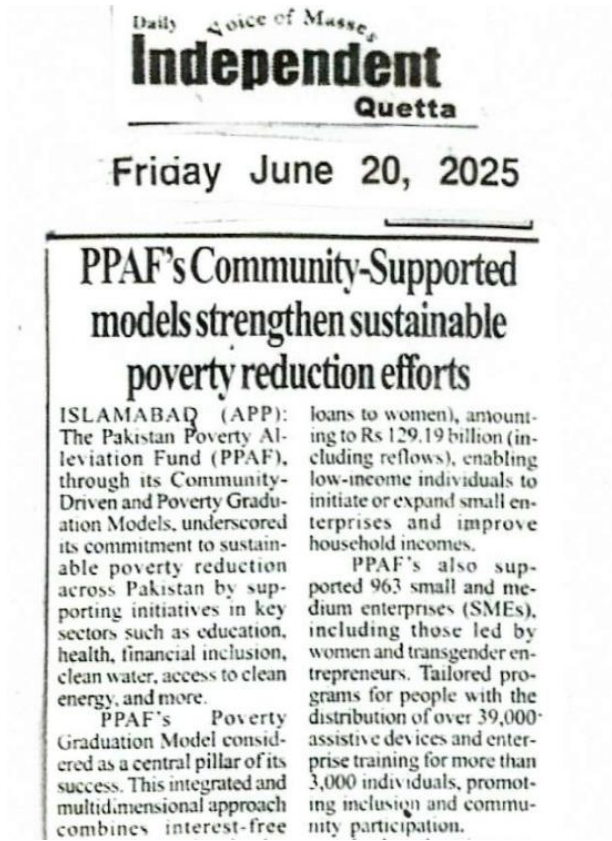 Daily Voice of Masses
Independent
Quetta
Friday June 20, 2025
PPAF's Community-Supported
models strengthen sustainable
poverty reduction efforts
ISLAMABAD (APP):
The Pakistan Poverty Al-
leviation Fund (PPAF),
through its Community-
Driven and Poverty Gradu-
ation Models, underscored
its commitment to sustain-
able poverty reduction
across Pakistan by sup-
porting initiatives in key
sectors such as education,
health, financial inclusion,
clean water, access to clean
energy, and more.
PPAF's Poverty
Graduation Model consid-
ered as a central pillar of its
success. This integrated and
multidimensional approach
combines interest-free
loans to women), amount-
ing to Rs 129.19 billion (in-
cluding reflows), enabling
low-income individuals to
initiate or expand small en-
terprises and improve
household incomes.
PPAF's also sup-
ported 963 small and me-
dium enterprises (SMEs),
including those led by
women and transgender en-
trepreneurs. Tailored pro-
grams for people with the
distribution of over 39,000
assistive devices and enter-
prise training for more than
3,000 individuals, promot-
ing inclusion and commu-
nity participation.